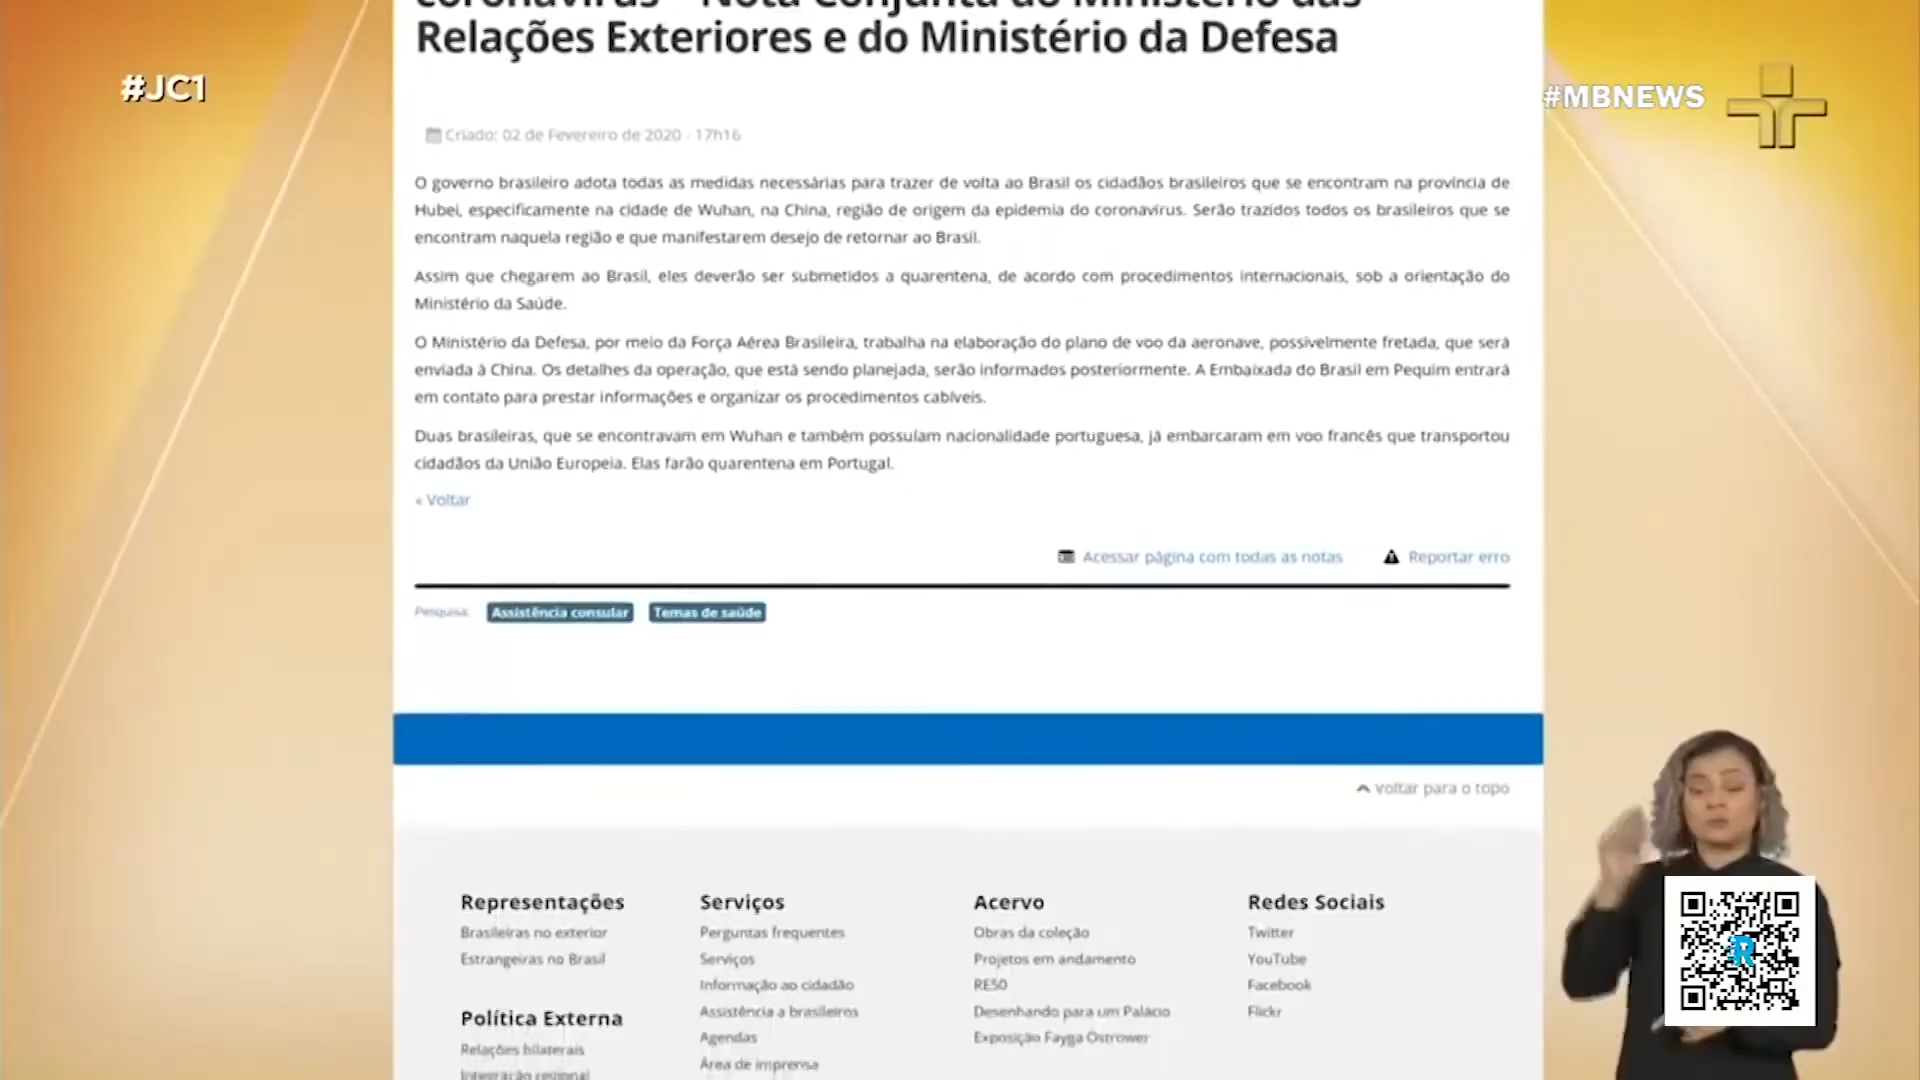 coronavírus - Nota Conjunta do Ministério das
Relações Exteriores e do Ministério da Defesa
#JC1
#MBNEWS
Criado: 02 de Fevereiro de 2020 - 17h16
O governo brasileiro adota todas as medidas necessárias para trazer de volta ao Brasil os cidadãos brasileiros que se encontram na província de
Hubei, especificamente na cidade de Wuhan, na China, região de origem da epidemia do coronavírus. Serão trazidos todos os brasileiros que se
encontram naquela região e que manifestarem desejo de retornar ao Brasil.
Assim que chegarem ao Brasil, eles deverão ser submetidos a quarentena, de acordo com procedimentos internacionais, sob a orientação do
Ministério da Saúde.
O Ministério da Defesa, por meio da Força Aérea Brasileira, trabalha na elaboração do plano de voo da aeronave, possivelmente fretada, que será
enviada à China. Os detalhes da operação, que está sendo planejada, serão informados posteriormente. A Embaixada do Brasil em Pequim entrará
em contato para prestar informações e organizar os procedimentos cabíveis.
Duas brasileiras, que se encontravam em Wuhan e também possuíam nacionalidade portuguesa, já embarcaram em voo francês que transportou
cidadãos da União Europeia. Elas farão quarentena em Portugal.
« Voltar
Acessar página com todas as notas
Reportar erro
Pesquisa:
Assistência consular
Temas de saúde
voltar para o topo
Representações
Brasileiras no exterior
Estrangeiras no Brasil
Política Externa
Relações bilaterais
Integração regional
Serviços
Perguntas frequentes
Serviços
Informação ao cidadão
Assistência a brasileiros
Agendas
Área de imprensa
Acervo
Obras da coleção
Projetos em andamento
RE50
Desenhando para um Palácio
Exposição Fayga Ostrower
Redes Sociais
Twitter
YouTube
Facebook
Flickr
R